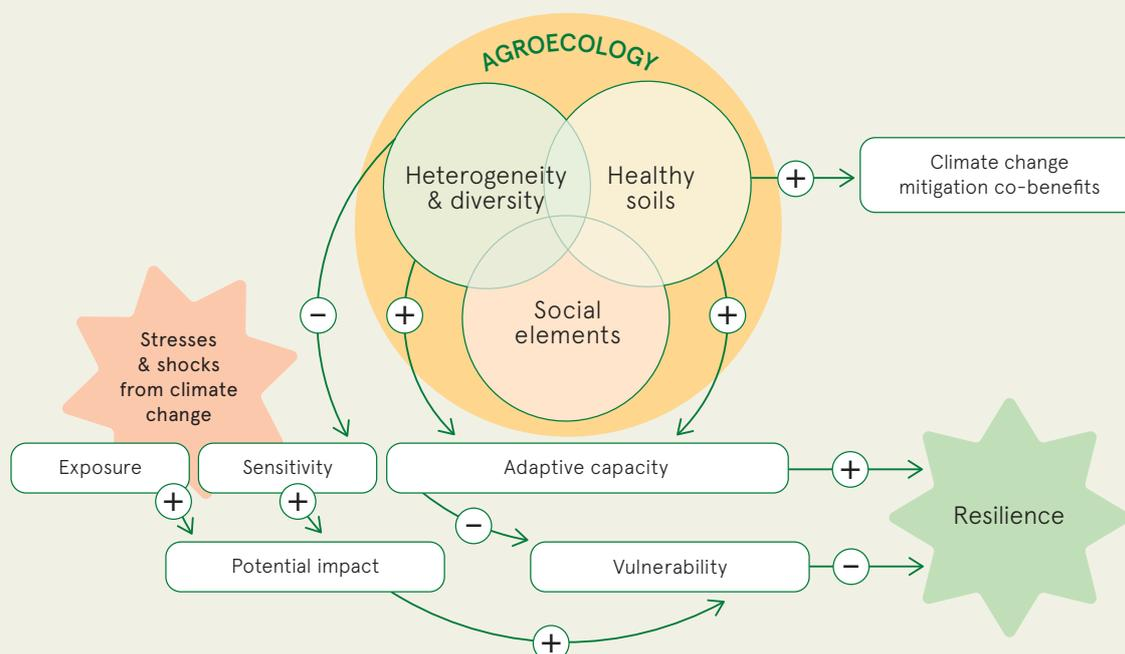 AGROECOLOGY
Heterogeneity
& diversity
Healthy
soils
+
Climate change
mitigation co-benefits
Social
elements
−
+
+
Stresses
& shocks
from climate
change
Exposure
Sensitivity
Adaptive capacity
+
+
+
−
Resilience
Potential impact
Vulnerability
−
+